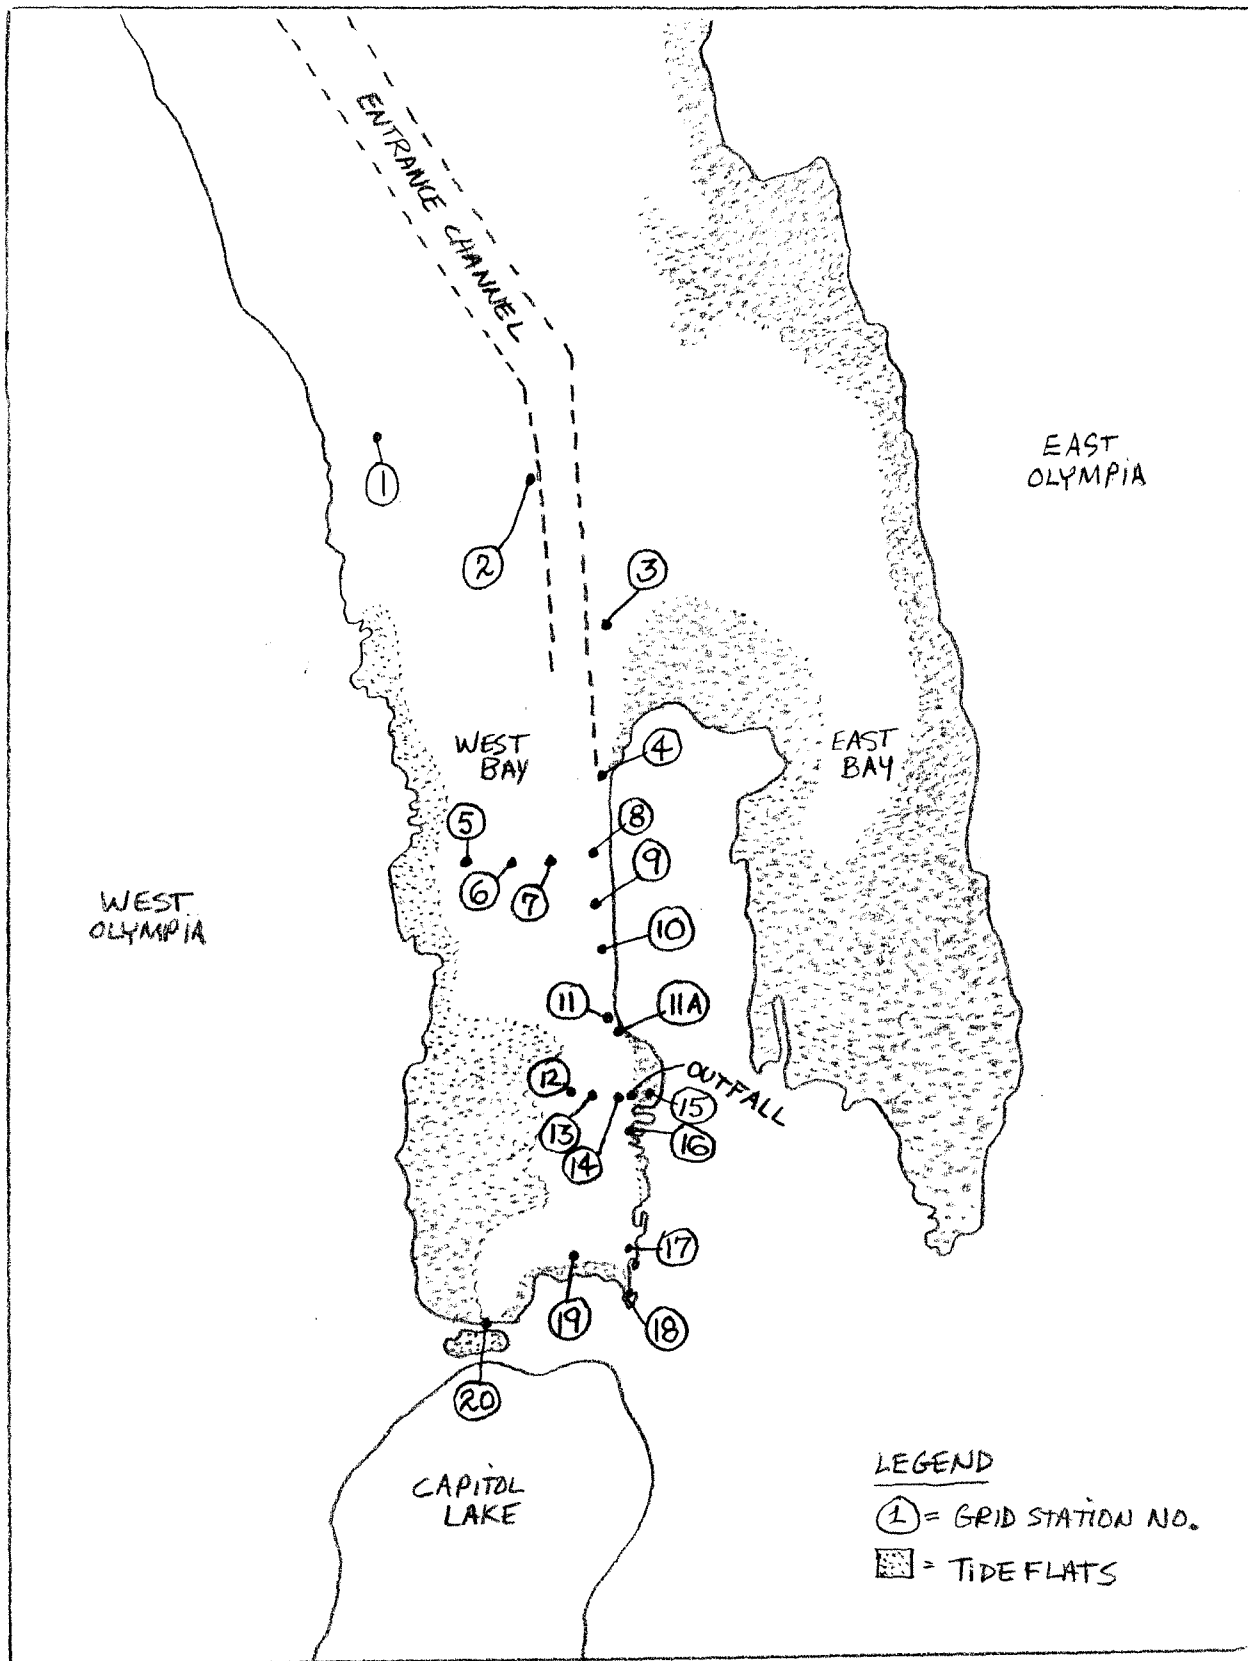 ENTRANCE CHANNEL
EAST
OLYMPIA
1
2
3
WEST
BAY
4
EAST
BAY
5
8
6
7
9
WEST
OLYMPIA
10
11
11A
12
OUTFALL
13
14
15
16
17
18
19
20
CAPITOL
LAKE
LEGEND
1 = GRID STATION NO.
= TIDEFLATS